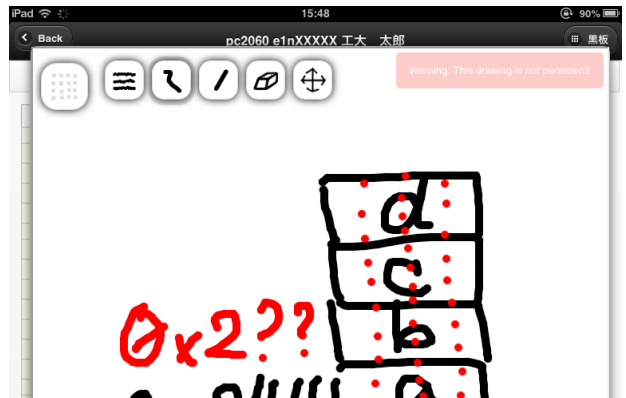 iPad 15:48 90%
Back pc2060 e1nXXXXX 工大 太郎 黒板
Warning: This drawing is not persistent!
d
c
0x2?? b
a